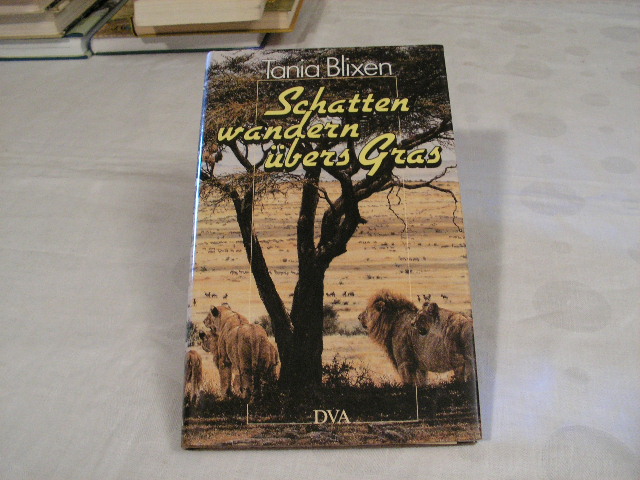 Tania Blixen
Schatten
wandern
übers Gras
DVA